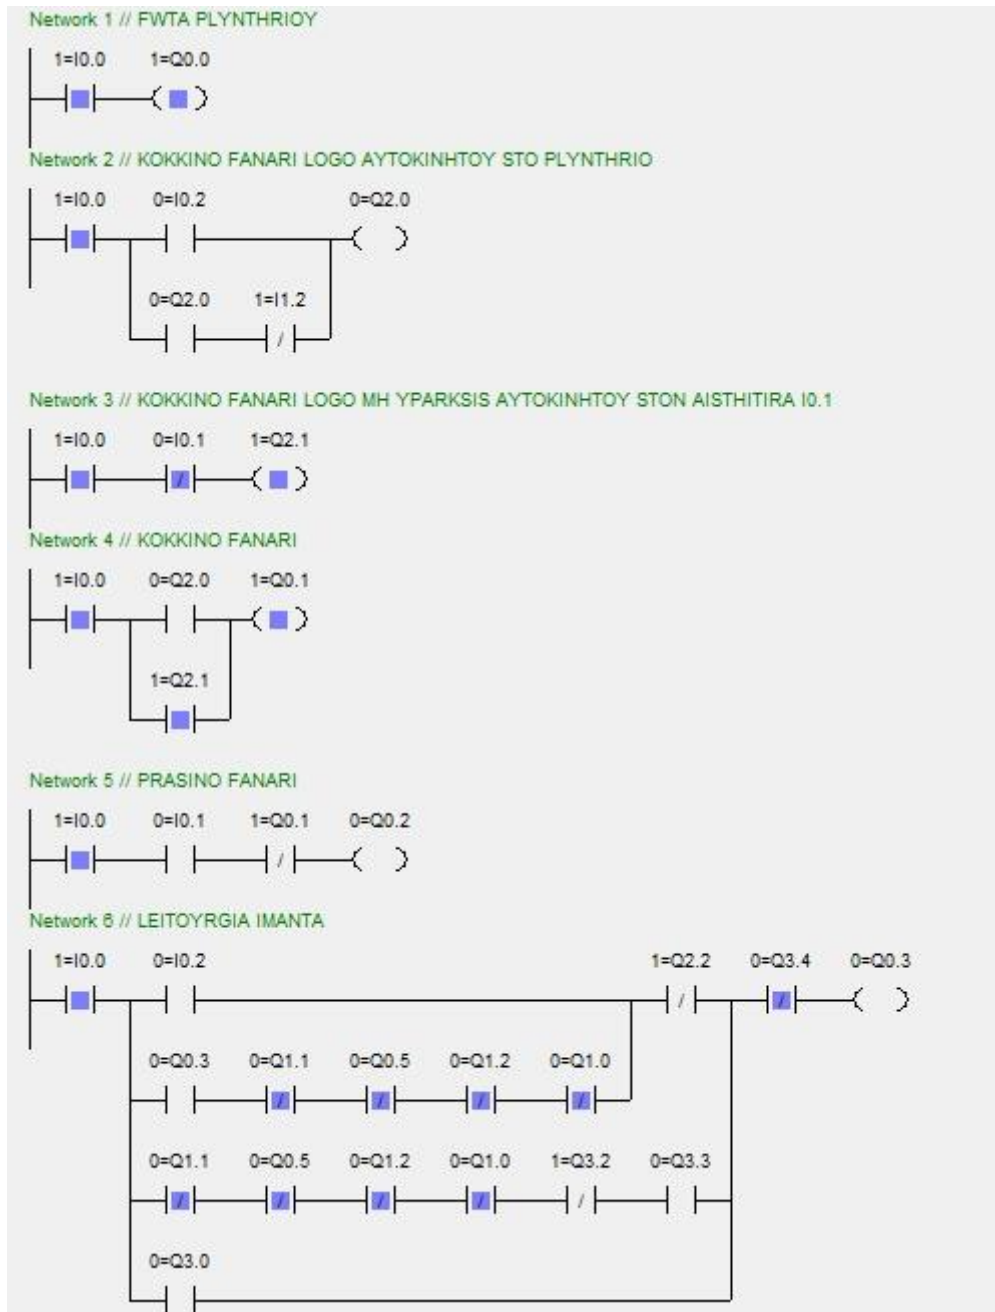 Network 1 // FWTA PLYNTHRIOY
1=I0.0 1=Q0.0
Network 2 // KOKKINO FANARI LOGO AYTOKINHTOY STO PLYNTHRIO
1=I0.0 0=I0.2 0=Q2.0
0=Q2.0 1=I1.2
/
Network 3 // KOKKINO FANARI LOGO MH YPARKSIS AYTOKINHTOY STON AISTHITIRA I0.1
1=I0.0 0=I0.1 1=Q2.1
/
Network 4 // KOKKINO FANARI
1=I0.0 0=Q2.0 1=Q0.1
1=Q2.1
Network 5 // PRASINO FANARI
1=I0.0 0=I0.1 1=Q0.1 0=Q0.2
/
Network 6 // LEITOYRGIA IMANTA
1=I0.0 0=I0.2 1=Q2.2 0=Q3.4 0=Q0.3
/ /
0=Q0.3 0=Q1.1 0=Q0.5 0=Q1.2 0=Q1.0
/ / / /
0=Q1.1 0=Q0.5 0=Q1.2 0=Q1.0 1=Q3.2 0=Q3.3
/ / / / /
0=Q3.0